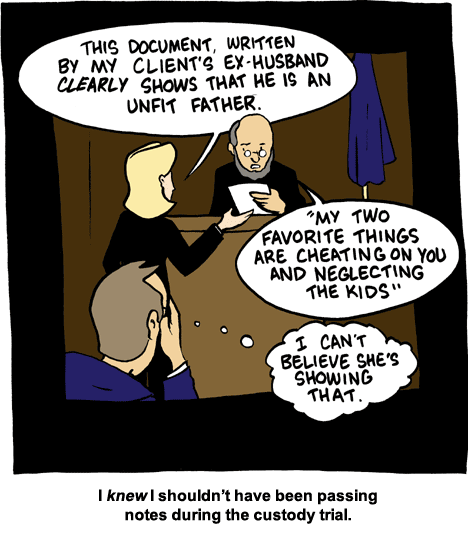 THIS DOCUMENT, WRITTEN
BY MY CLIENT'S EX-HUSBAND
CLEARLY SHOWS THAT HE IS AN
UNFIT FATHER.
"MY TWO
FAVORITE THINGS
ARE CHEATING ON YOU
AND NEGLECTING
THE KIDS"
I CAN'T
BELIEVE SHE'S
SHOWING
THAT.
I knew I shouldn't have been passing
notes during the custody trial.